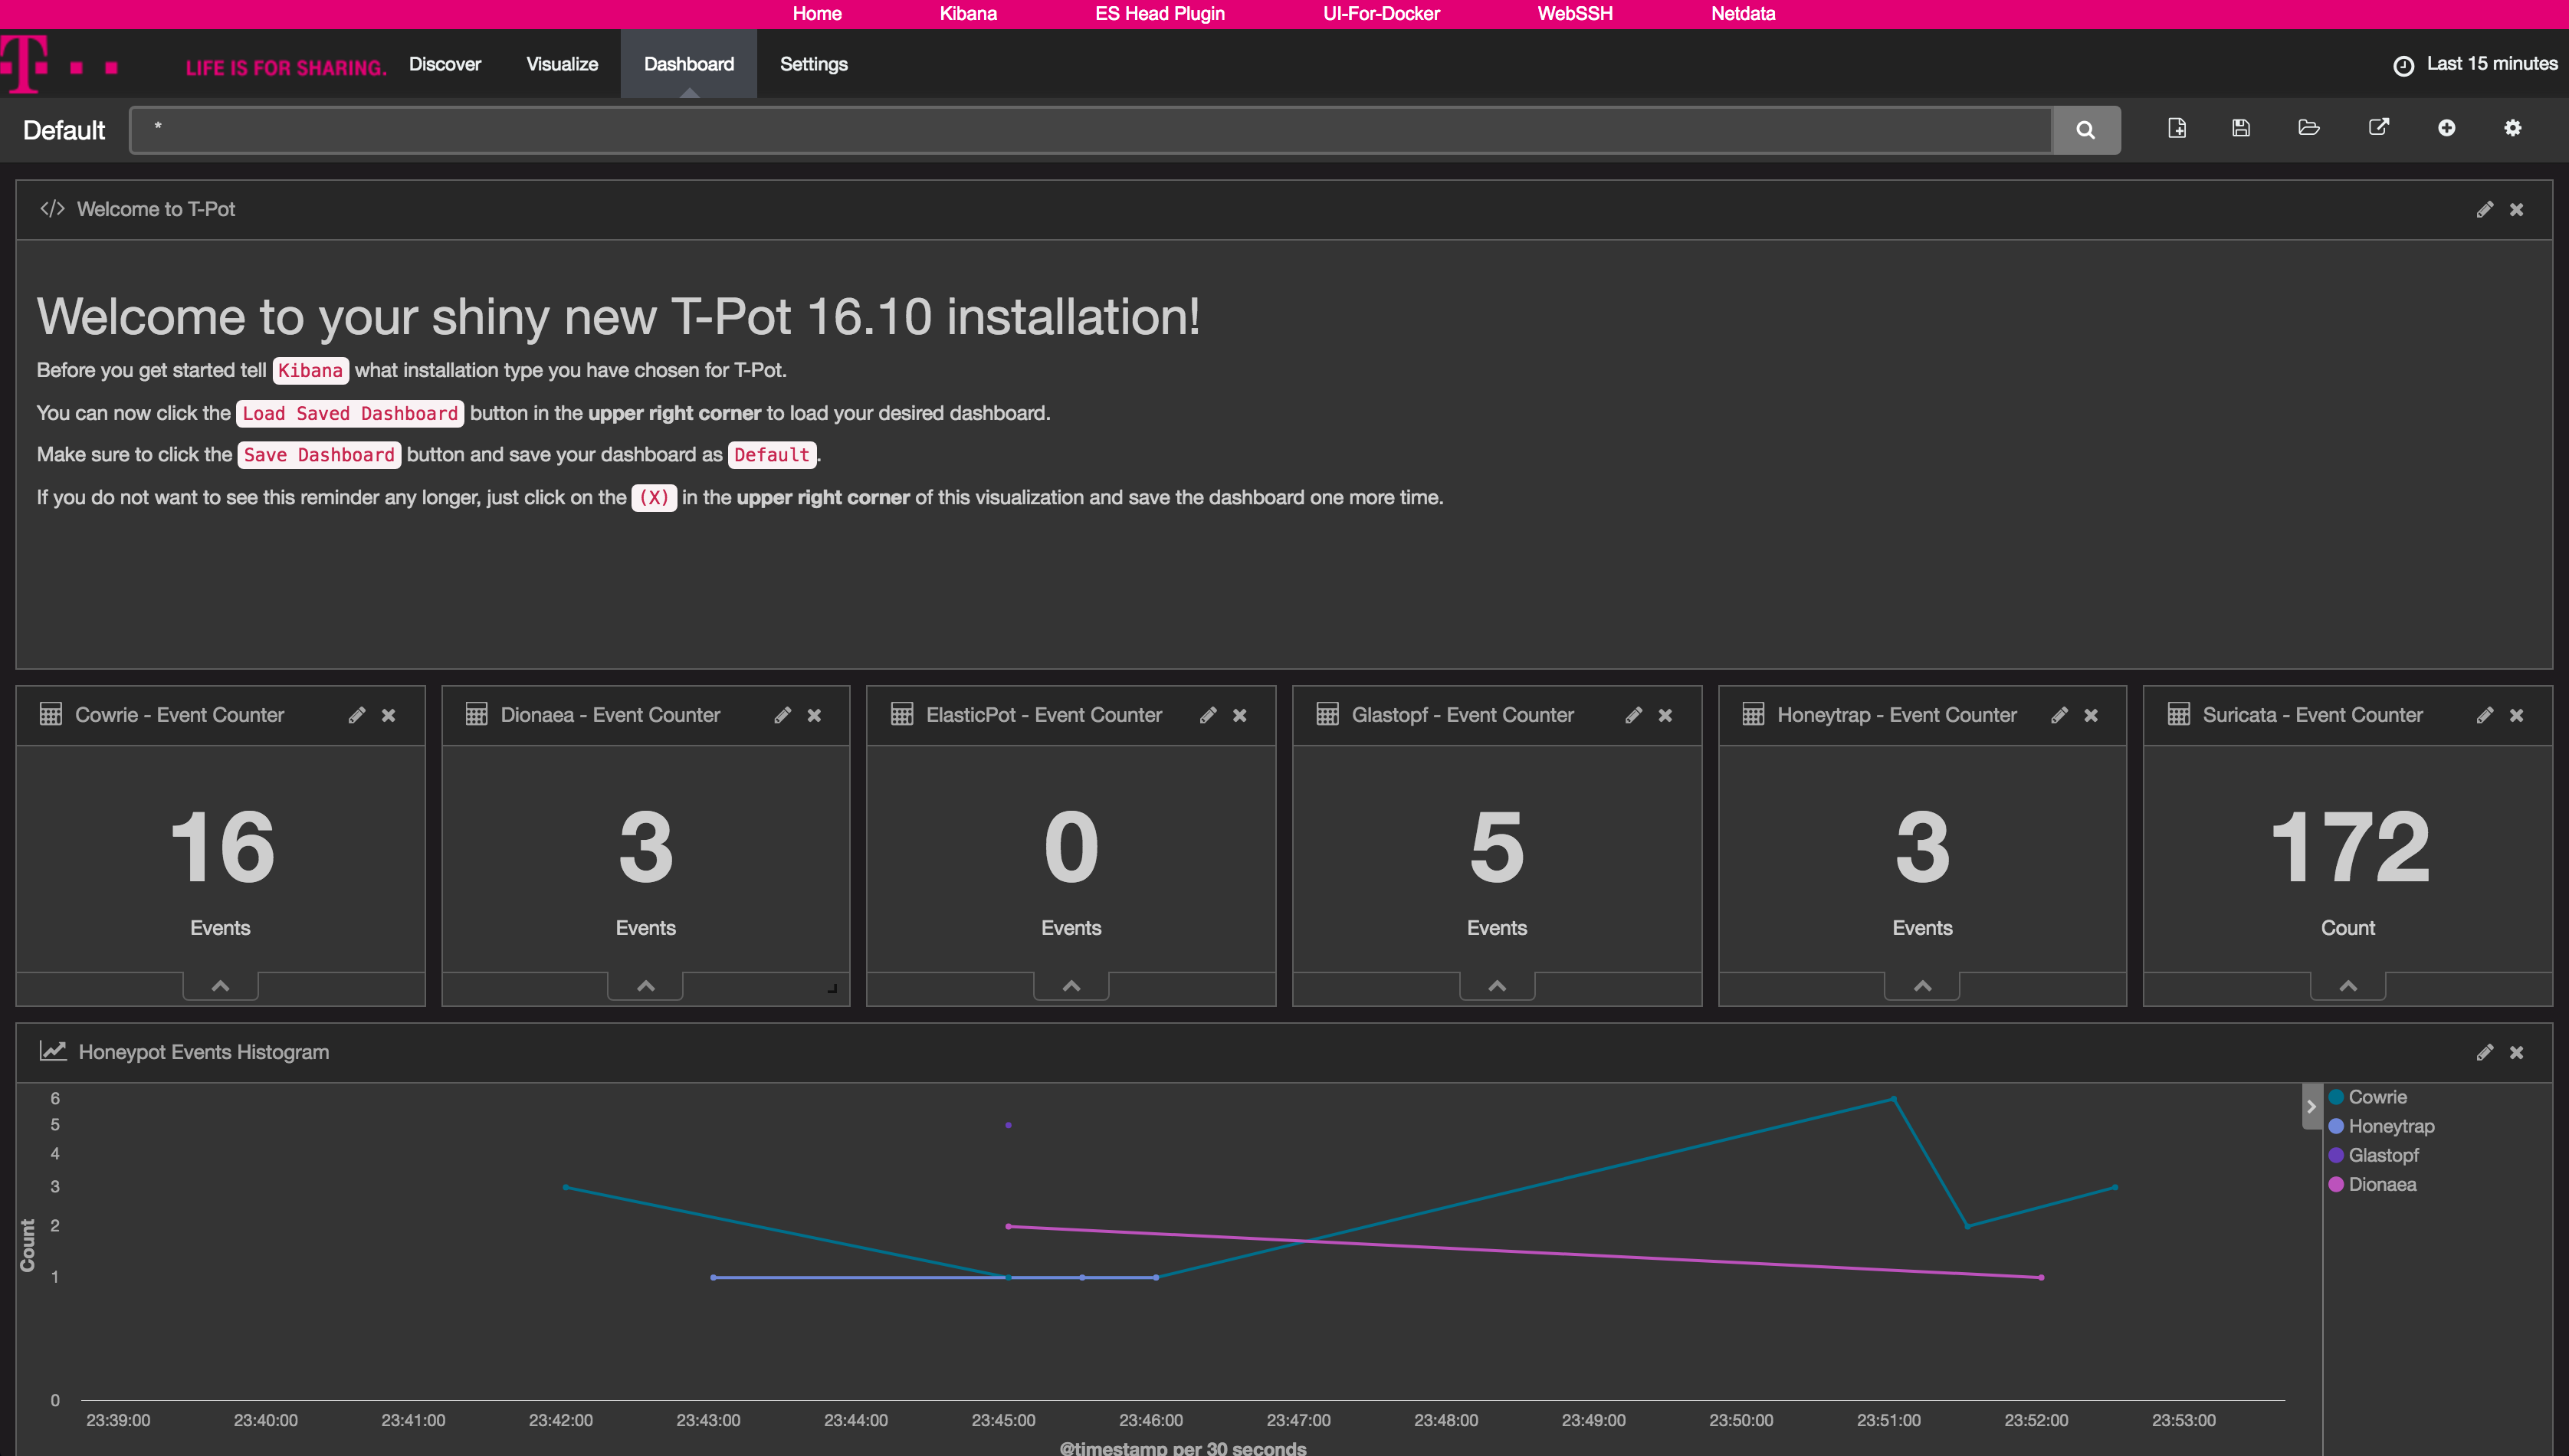 Home Kibana ES Head Plugin UI-For-Docker WebSSH Netdata
T LIFE IS FOR SHARING. Discover Visualize Dashboard Settings Last 15 minutes
Default *
</> Welcome to T-Pot
Welcome to your shiny new T-Pot 16.10 installation!
Before you get started tell Kibana what installation type you have chosen for T-Pot.
You can now click the Load Saved Dashboard button in the upper right corner to load your desired dashboard.
Make sure to click the Save Dashboard button and save your dashboard as Default.
If you do not want to see this reminder any longer, just click on the (X) in the upper right corner of this visualization and save the dashboard one more time.
Cowrie - Event Counter
16
Events
Dionaea - Event Counter
3
Events
ElasticPot - Event Counter
0
Events
Glastopf - Event Counter
5
Events
Honeytrap - Event Counter
3
Events
Suricata - Event Counter
172
Count
Honeypot Events Histogram
6
5
4
3
2
1
0
Count
23:39:00 23:40:00 23:41:00 23:42:00 23:43:00 23:44:00 23:45:00 23:46:00 23:47:00 23:48:00 23:49:00 23:50:00 23:51:00 23:52:00 23:53:00
@timestamp per 30 seconds
Cowrie
Honeytrap
Glastopf
Dionaea